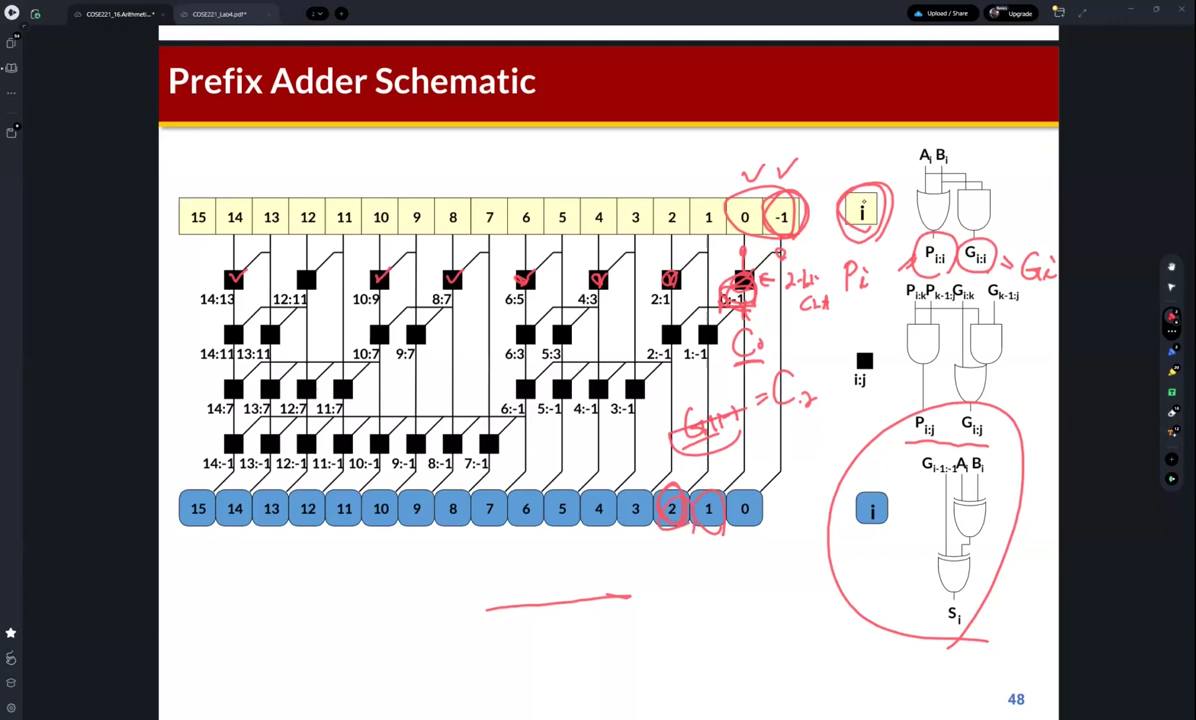 COSE221_16.Arithmeti...*
COSE221_Lab4.pdf*
2
Upload / Share
Upgrade
Prefix Adder Schematic
15 14 13 12 11 10 9 8 7 6 5 4 3 2 1 0 -1
i
Ai Bi
Pi:i Gi:i = Gi
Pi
14:13 12:11 10:9 8:7 6:5 4:3 2:1 0:-1
Pi:k Pk-1:j Gi:k Gk-1:j
14:11 13:11 10:7 9:7 6:3 5:3 2:-1 1:-1
C0
i:j
14:7 13:7 12:7 11:7 6:-1 5:-1 4:-1 3:-1
= C.2
Pi:j Gi:j
14:-1 13:-1 12:-1 11:-1 10:-1 9:-1 8:-1 7:-1
Gi-1:-1 Ai Bi
15 14 13 12 11 10 9 8 7 6 5 4 3 2 1 0
i
Si
48